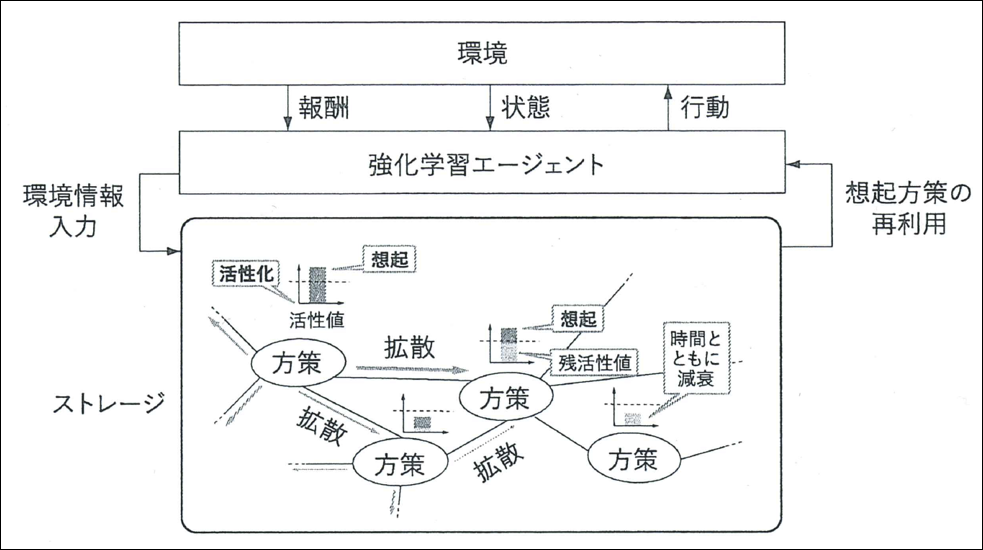 環境
報酬
状態
行動
強化学習エージェント
環境情報
入力
想起方策の
再利用
活性化
想起
活性値
方策
拡散
想起
残活性値
時間と
ともに
減衰
ストレージ
方策
拡散
方策
拡散
方策